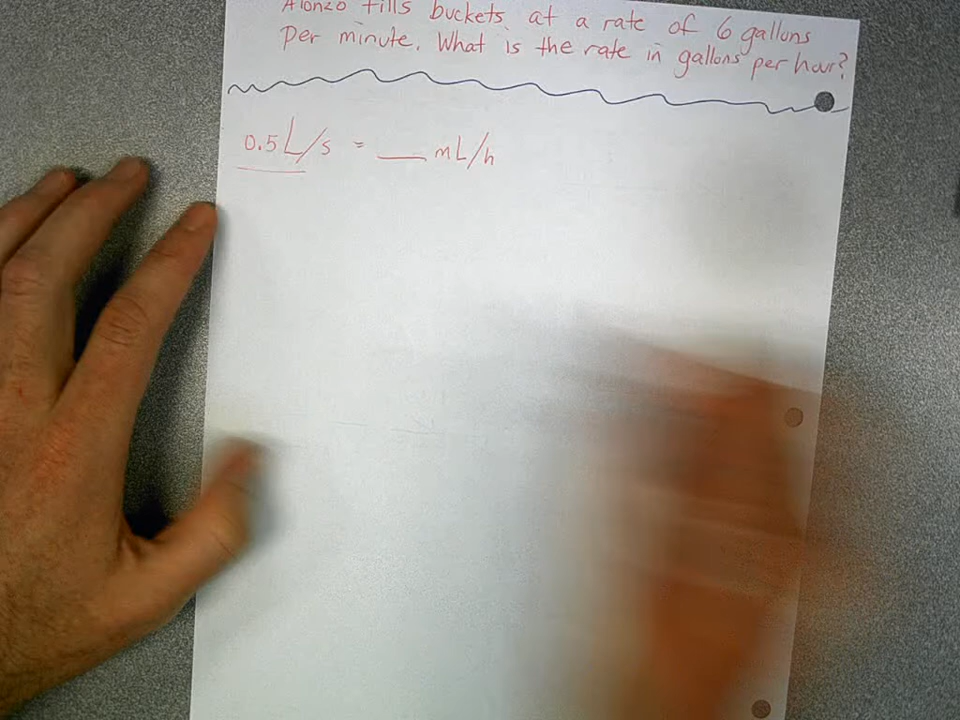 Alonzo fills buckets at a rate of 6 gallons
per minute. What is the rate in gallons per hour?
0.5 L/s = __ mL/h